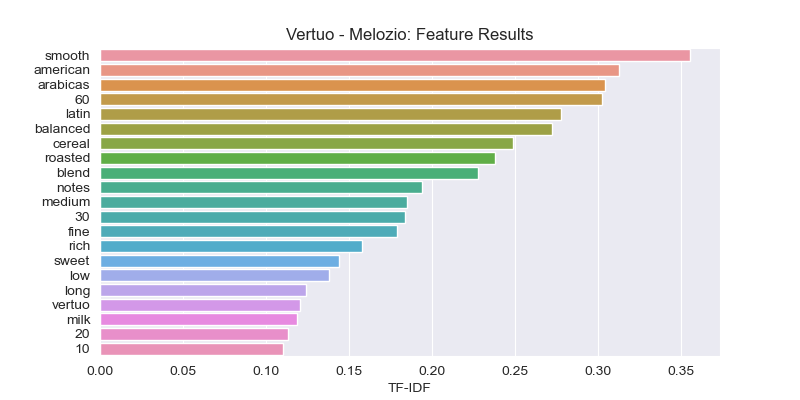 Vertuo - Melozio: Feature Results
smooth
american
arabicas
60
latin
balanced
cereal
roasted
blend
notes
medium
30
fine
rich
sweet
low
long
vertuo
milk
20
10
0.00 0.05 0.10 0.15 0.20 0.25 0.30 0.35
TF-IDF